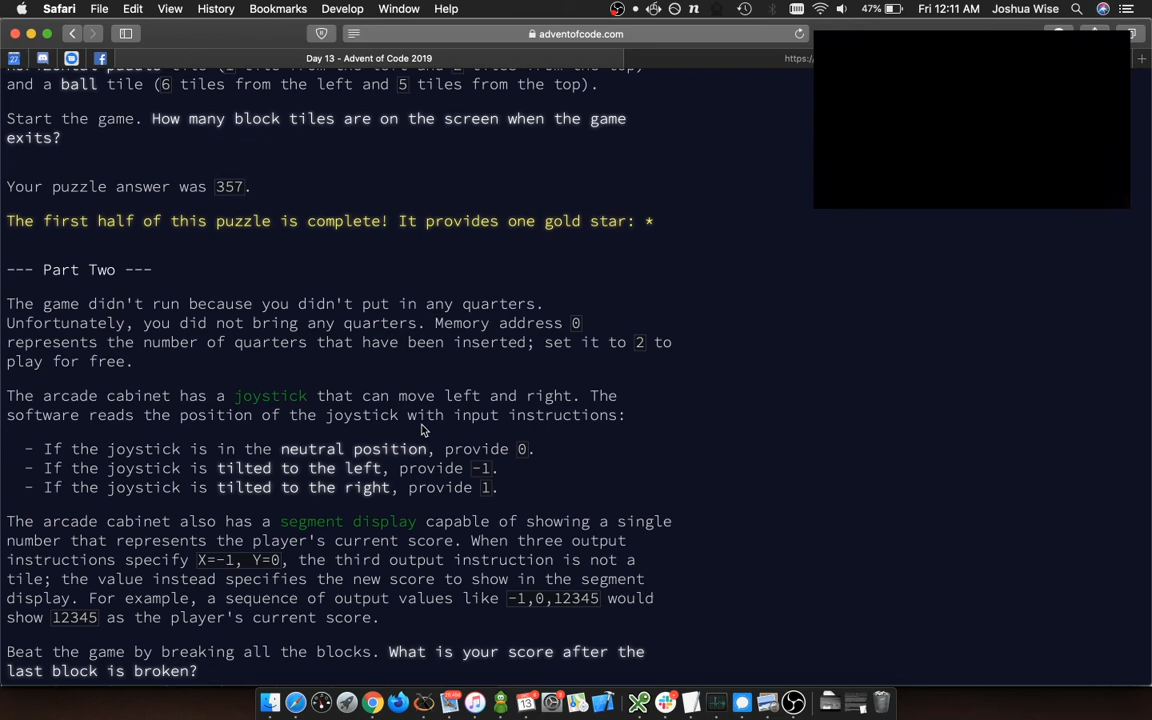 Safari File Edit View History Bookmarks Develop Window Help 47% Fri 12:11 AM Joshua Wise
adventofcode.com
Day 13 - Advent of Code 2019 https:/
and a ball tile (6 tiles from the left and 5 tiles from the top).
Start the game. How many block tiles are on the screen when the game
exits?
Your puzzle answer was 357.
The first half of this puzzle is complete! It provides one gold star: *
--- Part Two ---
The game didn't run because you didn't put in any quarters.
Unfortunately, you did not bring any quarters. Memory address 0
represents the number of quarters that have been inserted; set it to 2 to
play for free.
The arcade cabinet has a joystick that can move left and right. The
software reads the position of the joystick with input instructions:
- If the joystick is in the neutral position, provide 0.
- If the joystick is tilted to the left, provide -1.
- If the joystick is tilted to the right, provide 1.
The arcade cabinet also has a segment display capable of showing a single
number that represents the player's current score. When three output
instructions specify X=-1, Y=0, the third output instruction is not a
tile; the value instead specifies the new score to show in the segment
display. For example, a sequence of output values like -1,0,12345 would
show 12345 as the player's current score.
Beat the game by breaking all the blocks. What is your score after the
last block is broken?